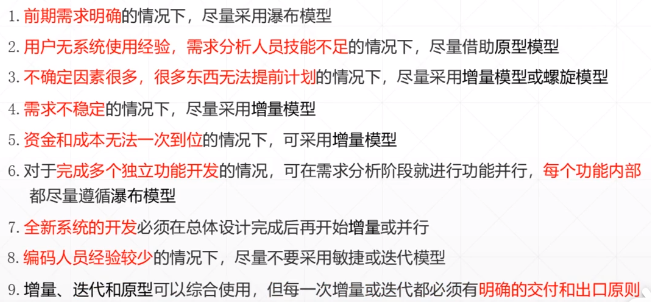 1. 前期需求明确的情况下，尽量采用瀑布模型
2. 用户无系统使用经验，需求分析人员技能不足的情况下，尽量借助原型模型
3. 不确定因素很多，很多东西无法提前计划的情况下，尽量采用增量模型或螺旋模型
4. 需求不稳定的情况下，尽量采用增量模型
5. 资金和成本无法一次到位的情况下，可采用增量模型
6. 对于完成多个独立功能开发的情况，可在需求分析阶段就进行功能并行，每个功能内部
都尽量遵循瀑布模型
7. 全新系统的开发必须在总体设计完成后再开始增量或并行
8. 编码人员经验较少的情况下，尽量不要采用敏捷或迭代模型
9. 增量、迭代和原型可以综合使用，但每一次增量或迭代都必须有明确的交付和出口原则